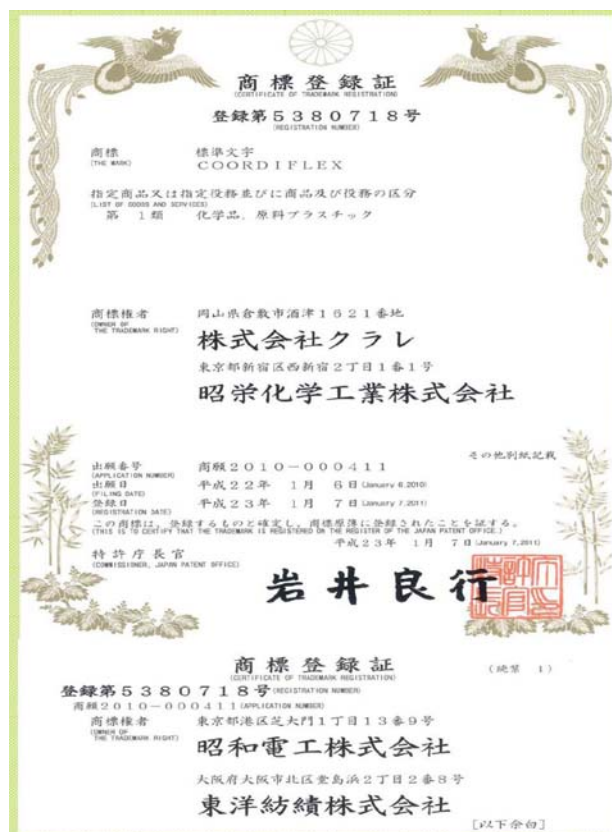 商標登録証
(CERTIFICATE OF TRADEMARK REGISTRATION)
登録第5380718号
(REGISTRATION NUMBER)
商標 標準文字
(THE MARK) COORDIFLEX
指定商品又は指定役務並びに商品及び役務の区分
(LIST OF GOODS AND SERVICES)
第 1類 化学品，原料プラスチック
商標権者 岡山県倉敷市酒津1621番地
(OWNER OF THE TRADEMARK RIGHT)
株式会社クラレ
東京都新宿区西新宿2丁目1番1号
昭栄化学工業株式会社
その他別紙記載
出願番号 商願2010-000411
(APPLICATION NUMBER)
出願日 平成22年 1月 6日(January 6,2010)
(FILING DATE)
登録日 平成23年 1月 7日(January 7,2011)
(REGISTRATION DATE)
この商標は，登録するものと確定し，商標原簿に登録されたことを証する。
(THIS IS TO CERTIFY THAT THE TRADEMARK IS REGISTERED ON THE REGISTER OF THE JAPAN PATENT OFFICE.)
平成23年 1月 7日(January 7,2011)
特許庁長官
(COMMISSIONER, JAPAN PATENT OFFICE)
岩井良行
商標登録証 (続葉 1)
(CERTIFICATE OF TRADEMARK REGISTRATION)
登録第5380718号(REGISTRATION NUMBER)
商願2010-000411(APPLICATION NUMBER)
商標権者 東京都港区芝大門1丁目13番9号
(OWNER OF THE TRADEMARK RIGHT)
昭和電工株式会社
大阪府大阪市北区堂島浜2丁目2番8号
東洋紡績株式会社
[以下余白]